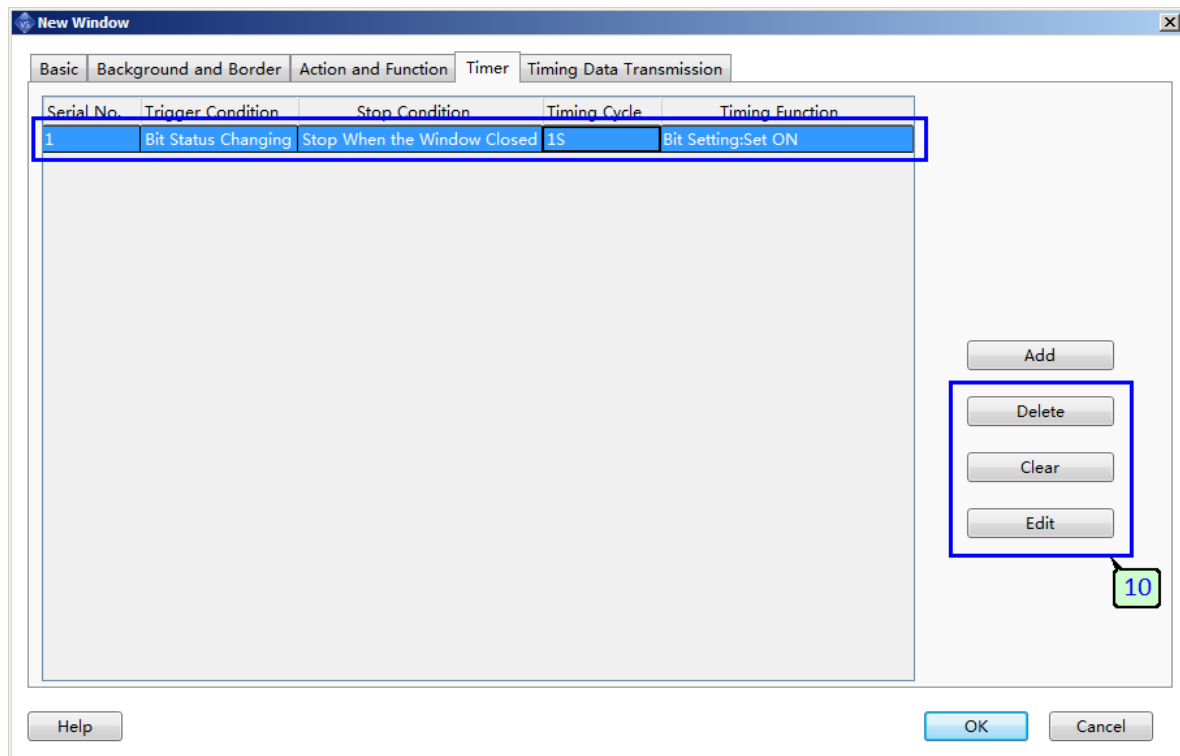 New Window
Basic Background and Border Action and Function Timer Timing Data Transmission
Serial No. Trigger Condition Stop Condition Timing Cycle Timing Function
1 Bit Status Changing Stop When the Window Closed 1S Bit Setting:Set ON
Add
Delete
Clear
Edit
10
Help OK Cancel